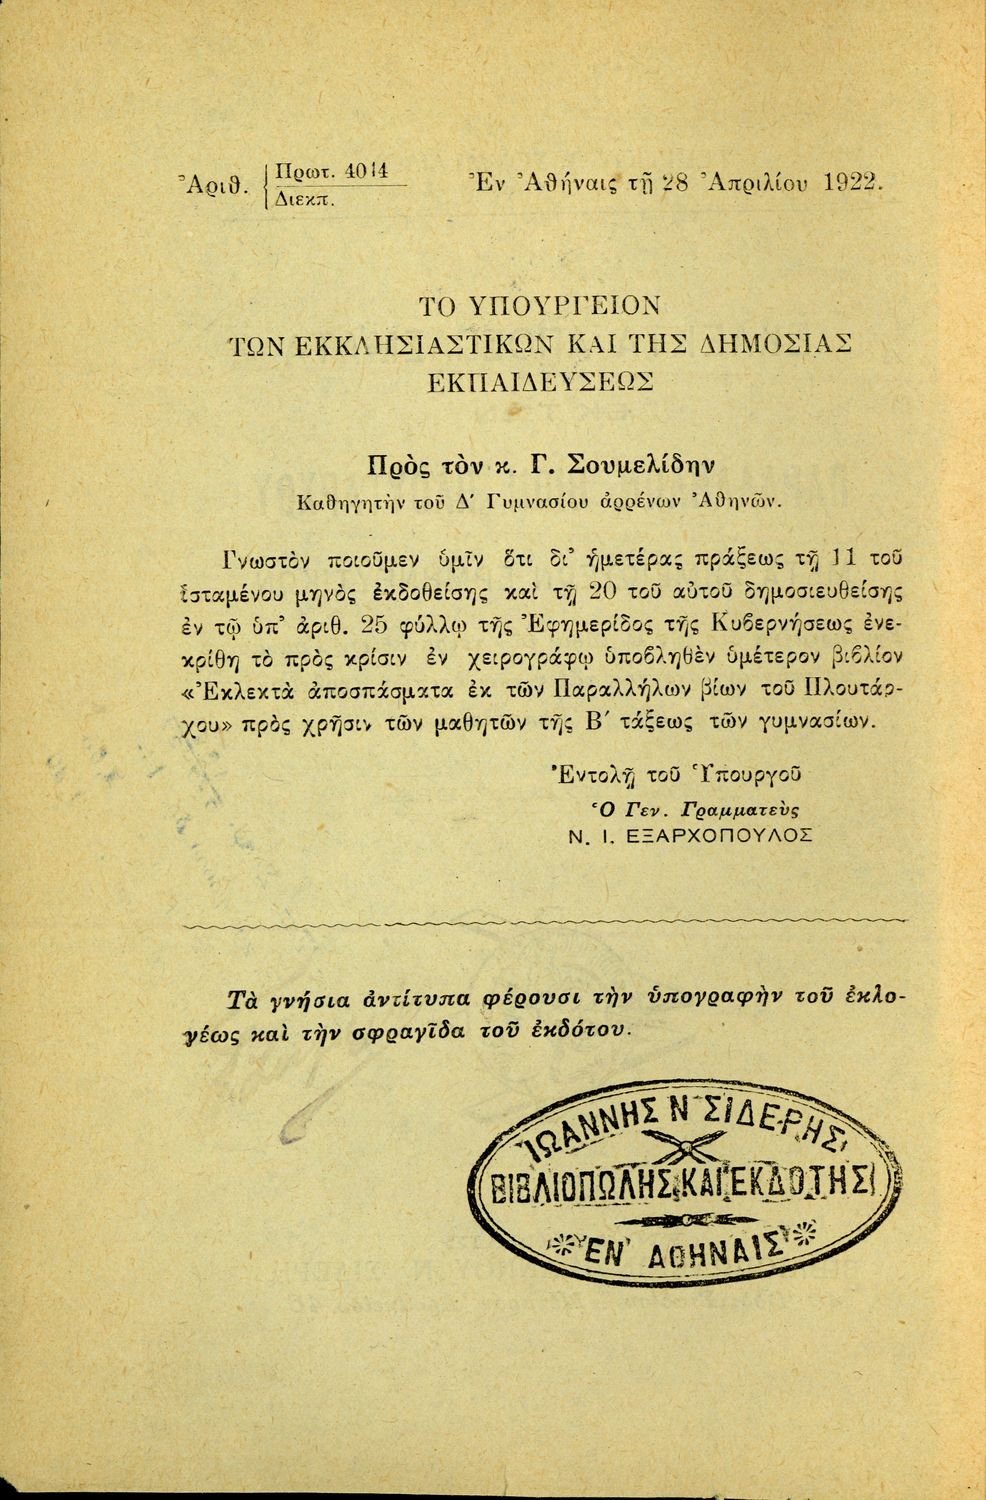 Ἀριθ. Πρωτ. 4014
Διεκπ.
Ἐν Ἀθήναις τῇ 28 Ἀπριλίου 1922.
ΤΟ ΥΠΟΥΡΓΕΙΟΝ
ΤΩΝ ΕΚΚΛΗΣΙΑΣΤΙΚΩΝ ΚΑΙ ΤΗΣ ΔΗΜΟΣΙΑΣ
ΕΚΠΑΙΔΕΥΣΕΩΣ
Πρὸς τὸν κ. Γ. Σουμελίδην
Καθηγητὴν τοῦ Δʹ Γυμνασίου ἀρρένων Ἀθηνῶν.
Γνωστὸν ποιοῦμεν ὑμῖν ὅτι δι' ἡμετέρας πράξεως τῇ 11 τοῦ
ἱσταμένου μηνὸς ἐκδοθείσης καὶ τῇ 20 τοῦ αὐτοῦ δημοσιευθείσης
ἐν τῷ ὑπ' ἀριθ. 25 φύλλῳ τῆς Ἐφημερίδος τῆς Κυβερνήσεως ἐνε-
κρίθη τὸ πρὸς κρίσιν ἐν χειρογράφῳ ὑποβληθὲν ὑμέτερον βιβλίον
«Ἐκλεκτὰ ἀποσπάσματα ἐκ τῶν Παραλλήλων βίων τοῦ Πλουτάρ-
χου» πρὸς χρῆσιν τῶν μαθητῶν τῆς Βʹ τάξεως τῶν γυμνασίων.
Ἐντολῇ τοῦ Ὑπουργοῦ
Ὁ Γεν. Γραμματεὺς
Ν. Ι. ΕΞΑΡΧΟΠΟΥΛΟΣ
Τὰ γνήσια ἀντίτυπα φέρουσι τὴν ὑπογραφὴν τοῦ ἐκλο-
γέως καὶ τὴν σφραγῖδα τοῦ ἐκδότου.
ἸΩΑΝΝΗΣ Ν ΣΙΔΕΡΗΣ
ΒΙΒΛΙΟΠΩΛΗΣ ΚΑΙ ΕΚΔΟΤΗΣ
ἘΝ ΑΘΗΝΑΙΣ